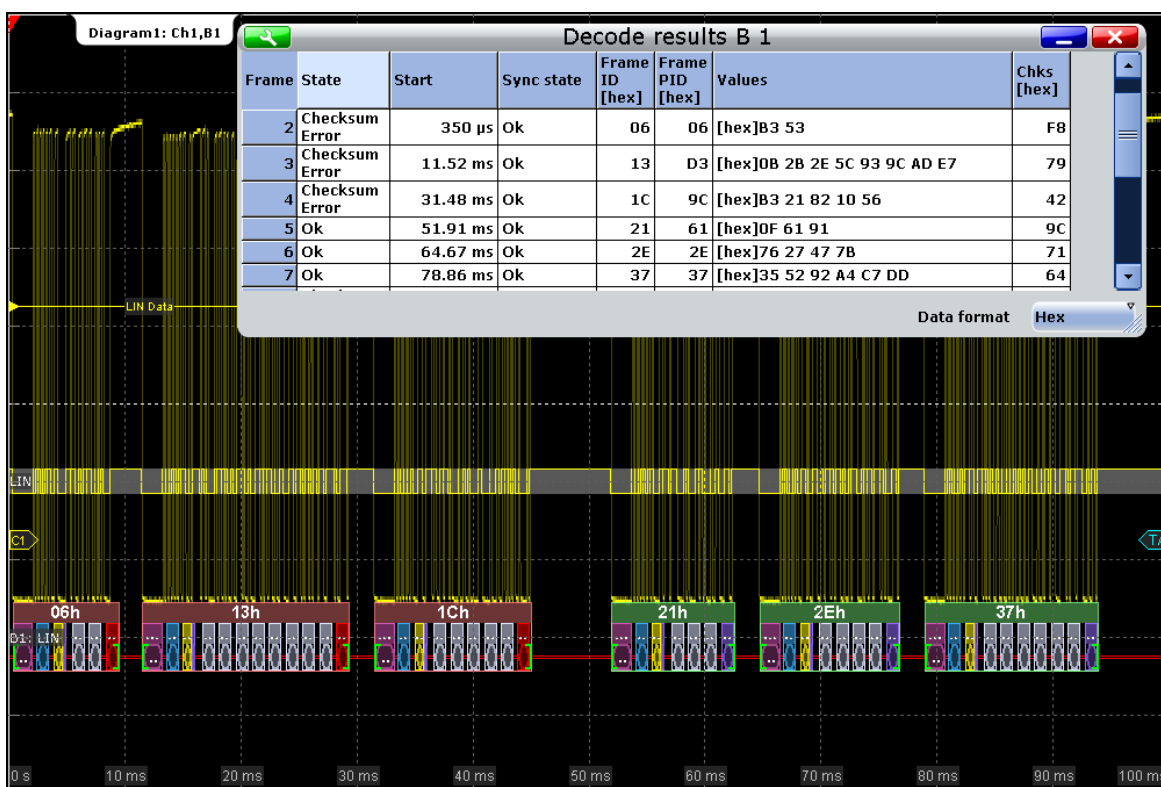 Diagram1: Ch1,B1
Decode results B 1
Frame State Start Sync state Frame ID [hex] Frame PID [hex] Values Chks [hex]
2 Checksum Error 350 µs Ok 06 06 [hex]B3 53 F8
3 Checksum Error 11.52 ms Ok 13 D3 [hex]0B 2B 2E 5C 93 9C AD E7 79
4 Checksum Error 31.48 ms Ok 1C 9C [hex]B3 21 82 10 56 42
5 Ok 51.91 ms Ok 21 61 [hex]0F 61 91 9C
6 Ok 64.67 ms Ok 2E 2E [hex]76 27 47 7B 71
7 Ok 78.86 ms Ok 37 37 [hex]35 52 92 A4 C7 DD 64
LIN Data
Data format Hex
LIN
C1
06h 13h 1Ch 21h 2Eh 37h
B1: LIN
0 s 10 ms 20 ms 30 ms 40 ms 50 ms 60 ms 70 ms 80 ms 90 ms 100 m